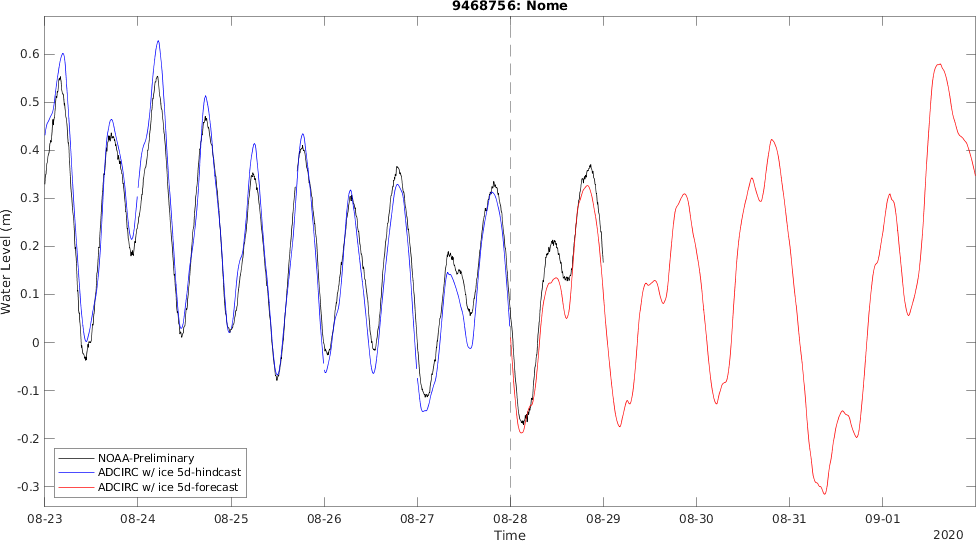 9468756: Nome
Water Level (m)
0.6
0.5
0.4
0.3
0.2
0.1
0
-0.1
-0.2
-0.3
NOAA-Preliminary
ADCIRC w/ ice 5d-hindcast
ADCIRC w/ ice 5d-forecast
08-23 08-24 08-25 08-26 08-27 08-28 08-29 08-30 08-31 09-01
Time
2020